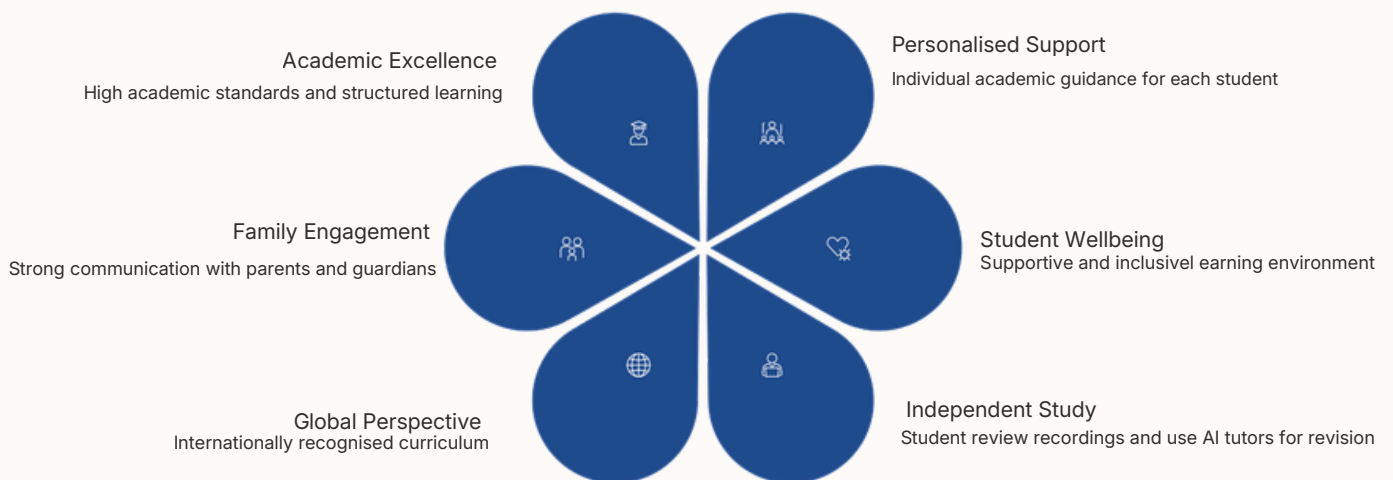 Academic Excellence
High academic standards and structured learning
Personalised Support
Individual academic guidance for each student
Family Engagement
Strong communication with parents and guardians
Student Wellbeing
Supportive and inclusivel earning environment
Global Perspective
Internationally recognised curriculum
Independent Study
Student review recordings and use AI tutors for revision